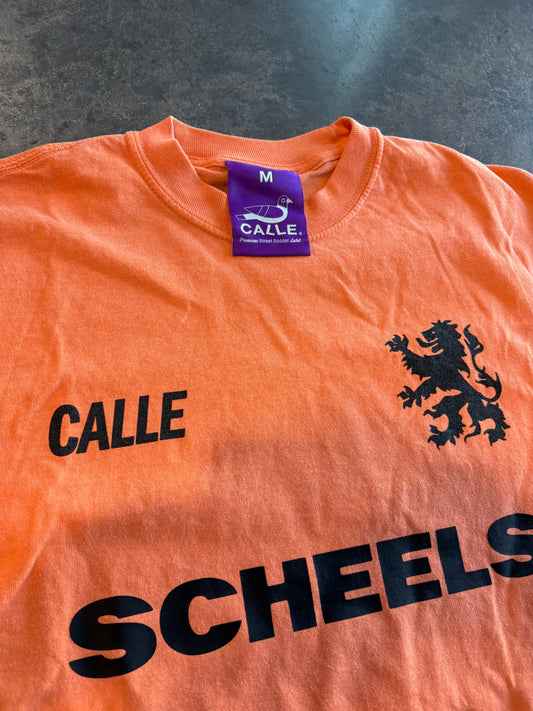 M
CALLE®
Premium Street Soccer Label
CALLE
SCHEELS